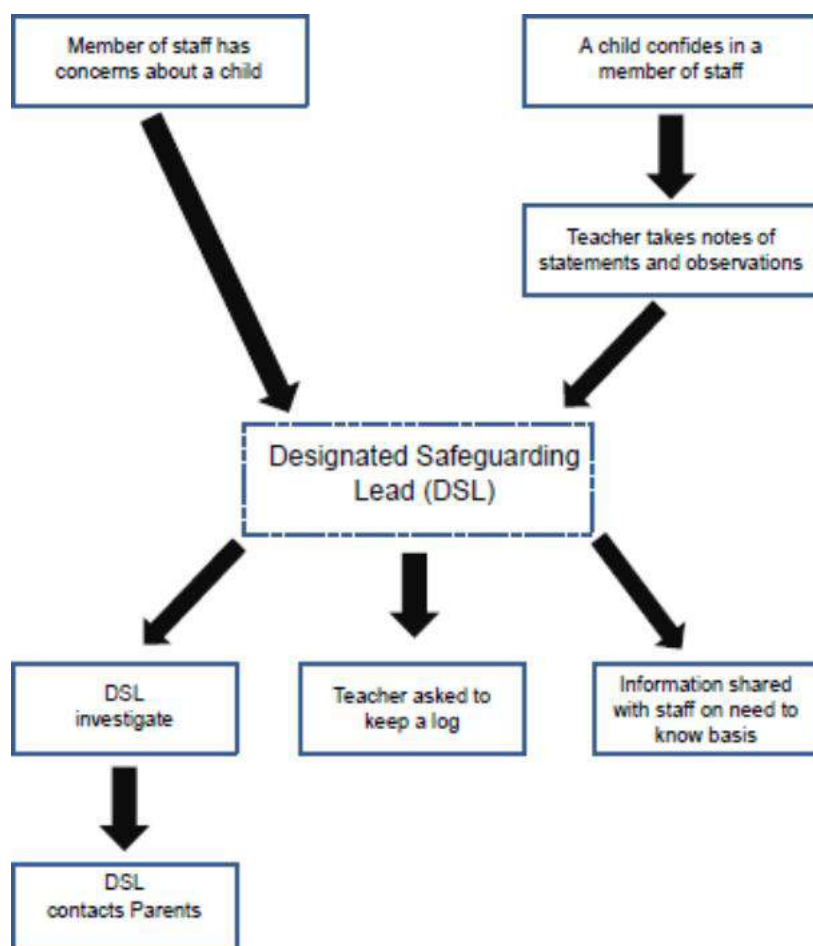 Member of staff has
concerns about a child
A child confides in a
member of staff
Teacher takes notes of
statements and observations
Designated Safeguarding
Lead (DSL)
DSL
investigate
Teacher asked to
keep a log
Information shared
with staff on need to
know basis
DSL
contacts Parents